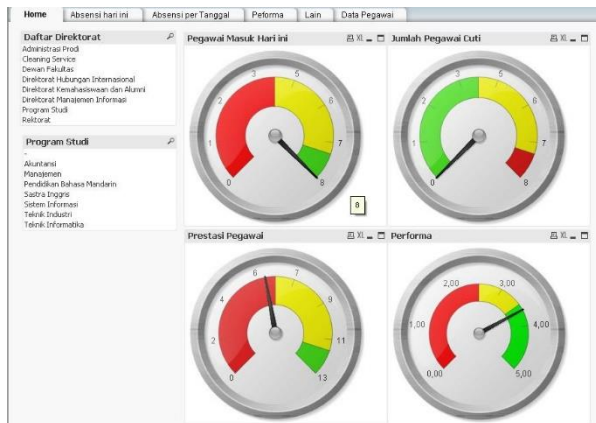 Home Absensi hari ini Absensi per Tanggal Peforma Lain Data Pegawai
Daftar Direktorat
Administrasi Prodi
Cleaning Service
Dewan Fakultas
Direktorat Hubungan Internasional
Direktorat Kemahasiswaan dan Alumni
Direktorat Manajemen Informasi
Program Studi
Rektorat
Program Studi
-
Akuntansi
Manajemen
Pendidikan Bahasa Mandarin
Sastra Inggris
Sistem Informasi
Teknik Industri
Teknik Informatika
Pegawai Masuk Hari ini XL
0 1 2 3 5 6 7 8
8
Jumlah Pegawai Cuti XL
0 1 2 3 5 6 7 8
Prestasi Pegawai XL
0 2 4 6 7 9 11 13
Performa XL
0,00 1,00 2,00 3,00 4,00 5,00